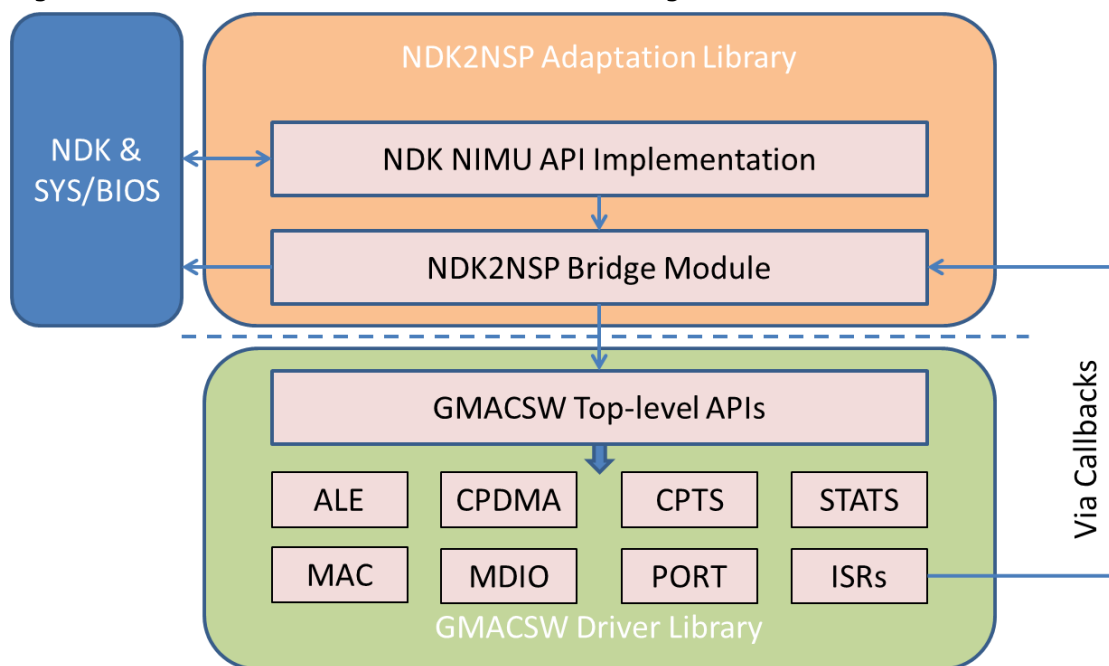 NDK2NSP Adaptation Library
NDK &
SYS/BIOS
NDK NIMU API Implementation
NDK2NSP Bridge Module
GMACSW Top-level APIs
ALE
CPDMA
CPTS
STATS
MAC
MDIO
PORT
ISRs
GMACSW Driver Library
Via Callbacks